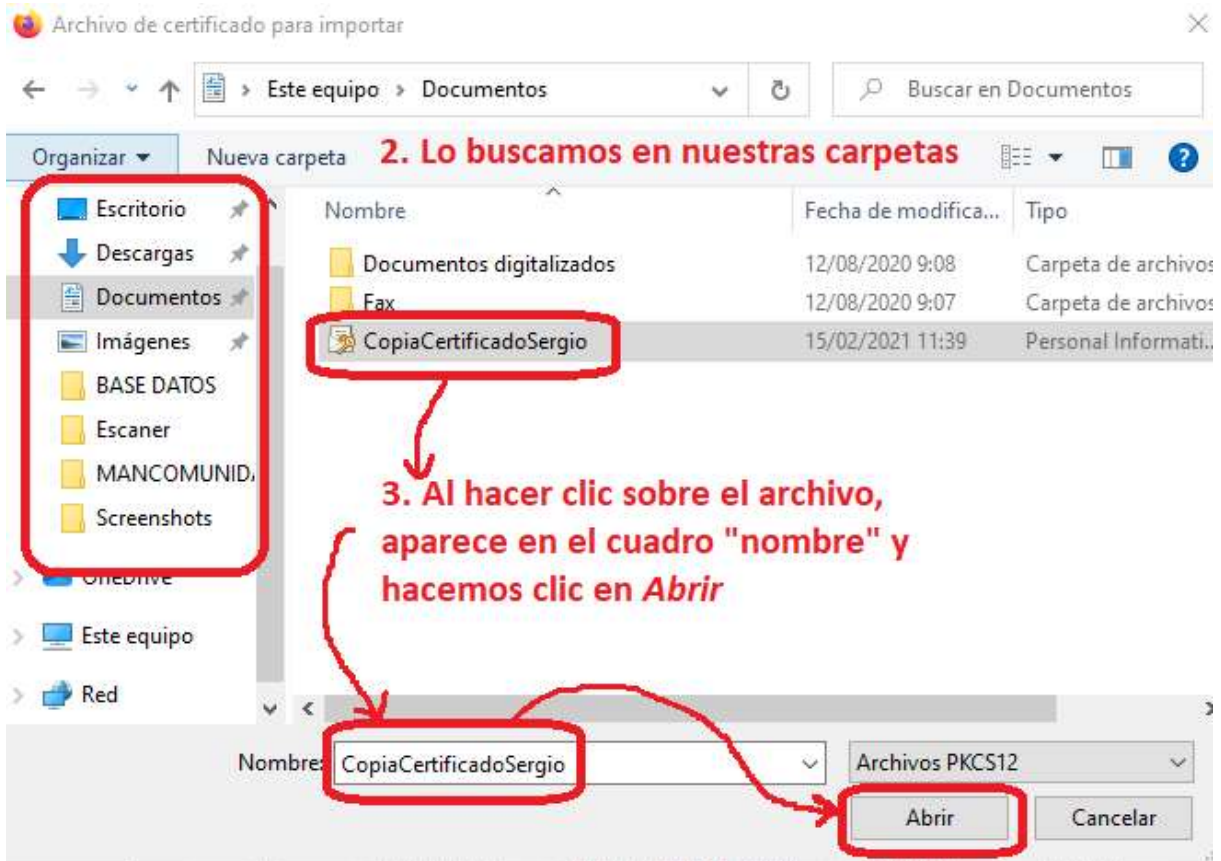 Archivo de certificado para importar
Este equipo › Documentos
Buscar en Documentos
Organizar
Nueva carpeta
2. Lo buscamos en nuestras carpetas
Escritorio
Descargas
Documentos
Imágenes
BASE DATOS
Escaner
MANCOMUNID
Screenshots
OneDrive
Este equipo
Red
Nombre Fecha de modifica... Tipo
Documentos digitalizados 12/08/2020 9:08 Carpeta de archivos
Fax 12/08/2020 9:07 Carpeta de archivos
CopiaCertificadoSergio 15/02/2021 11:39 Personal Informati..
3. Al hacer clic sobre el archivo,
aparece en el cuadro "nombre" y
hacemos clic en Abrir
Nombre: CopiaCertificadoSergio
Archivos PKCS12
Abrir
Cancelar